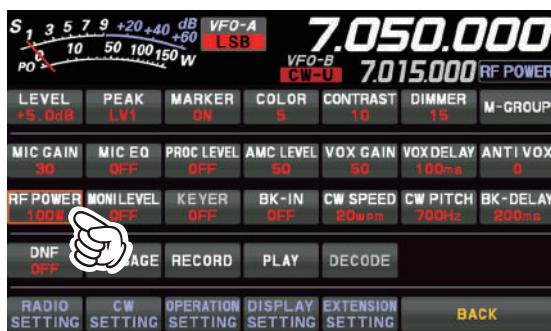 S 1 3 5 7 9 +20 +40 +60 dB VFO-A
LSB
7.050.000
PO 10 50 100 150 W
VFO-B
CW-U 7.015.000 RF POWER
LEVEL PEAK MARKER COLOR CONTRAST DIMMER M-GROUP
+5.0dB LV1 ON 5 10 15
MIC GAIN MIC EQ PROC LEVEL AMC LEVEL VOX GAIN VOX DELAY ANTI VOX
30 OFF OFF 50 50 100ms 0
RF POWER MONI LEVEL KEYER BK-IN CW SPEED CW PITCH BK-DELAY
100W OFF OFF OFF 20wpm 700Hz 200ms
DNF AGE RECORD PLAY DECODE
OFF
RADIO CW OPERATION DISPLAY EXTENSION BACK
SETTING SETTING SETTING SETTING SETTING